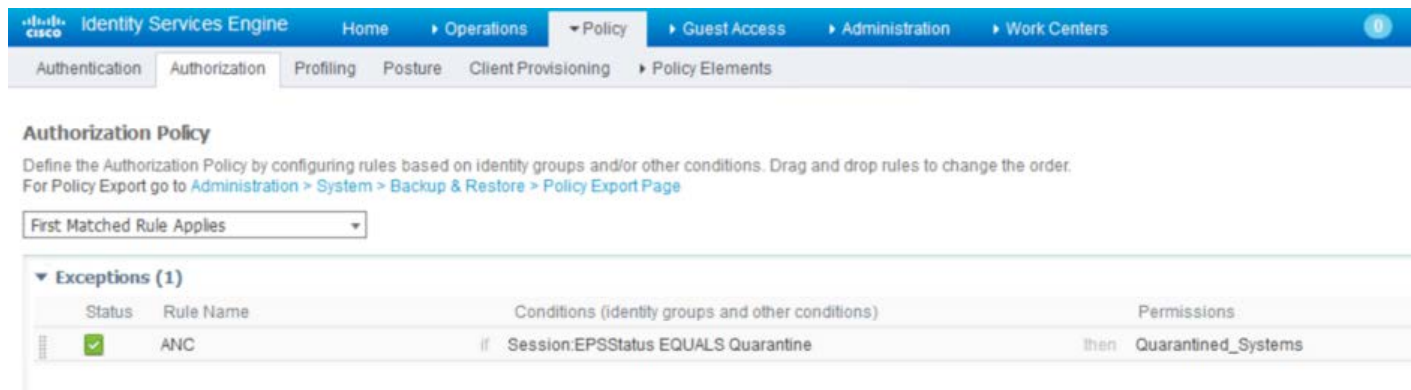 cisco Identity Services Engine Home Operations Policy Guest Access Administration Work Centers 0
Authentication Authorization Profiling Posture Client Provisioning Policy Elements
Authorization Policy
Define the Authorization Policy by configuring rules based on identity groups and/or other conditions. Drag and drop rules to change the order.
For Policy Export go to Administration > System > Backup & Restore > Policy Export Page
First Matched Rule Applies
Exceptions (1)
Status Rule Name Conditions (identity groups and other conditions) Permissions
ANC if Session:EPSStatus EQUALS Quarantine then Quarantined_Systems